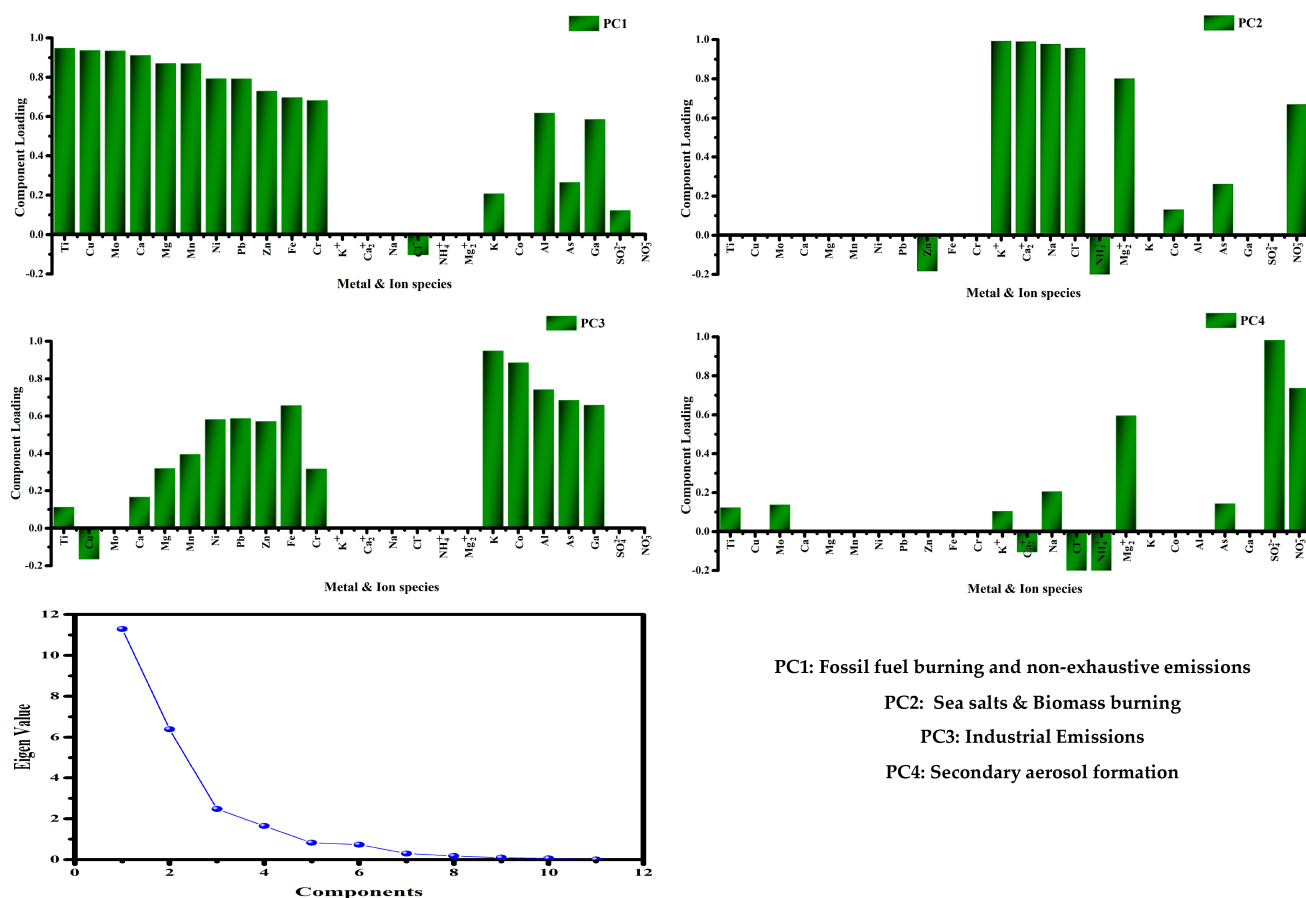 PC1
Component Loading
1.0
0.8
0.6
0.4
0.2
0.0
-0.2
Ti
Cu
Mo
Ca
Mg
Mn
Ni
Pb
Zn
Fe
Cr
K⁺
Ca₂⁺
Na
Cl⁻
NH₄⁺
Mg₂⁺
K
Co
Al
As
Ga
SO₄²⁻
NO₃⁻
Metal & Ion species
PC2
Component Loading
1.0
0.8
0.6
0.4
0.2
0.0
-0.2
Ti
Cu
Mo
Ca
Mg
Mn
Ni
Pb
Zn
Fe
Cr
K⁺
Ca₂⁺
Na
Cl⁻
NH₄⁺
Mg₂⁺
K
Co
Al
As
Ga
SO₄²⁻
NO₃⁻
Metal & Ion species
PC3
Component Loading
1.0
0.8
0.6
0.4
0.2
0.0
-0.2
Ti
Cu
Mo
Ca
Mg
Mn
Ni
Pb
Zn
Fe
Cr
K⁺
Ca₂⁺
Na
Cl⁻
NH₄⁺
Mg₂⁺
K
Co
Al
As
Ga
SO₄²⁻
NO₃⁻
Metal & Ion species
PC4
Component Loading
1.0
0.8
0.6
0.4
0.2
0.0
-0.2
Ti
Cu
Mo
Ca
Mg
Mn
Ni
Pb
Zn
Fe
Cr
K⁺
Ca₂⁺
Na
Cl⁻
NH₄⁺
Mg₂⁺
K
Co
Al
As
Ga
SO₄²⁻
NO₃⁻
Metal & Ion species
Eigen Value
12
10
8
6
4
2
0
0
2
4
6
8
10
12
Components
PC1: Fossil fuel burning and non-exhaustive emissions
PC2: Sea salts & Biomass burning
PC3: Industrial Emissions
PC4: Secondary aerosol formation